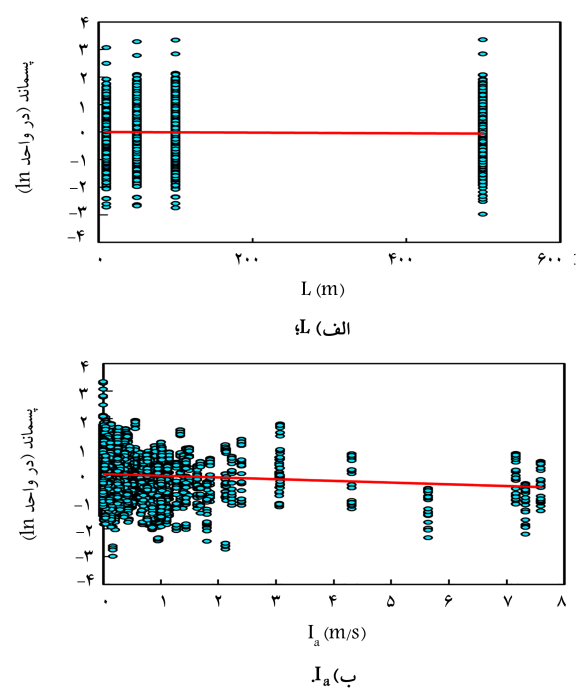 پسماند (در واحد ln)
۴
۳
۲
۱
۰
-۱
-۲
-۳
-۴
۰ ۲۰۰ ۴۰۰ ۶۰۰
L (m)
الف) L؛
پسماند (در واحد ln)
۴
۳
۲
۱
۰
-۱
-۲
-۳
-۴
۰ ۱ ۲ ۳ ۴ ۵ ۶ ۷ ۸
Ia (m/s)
ب) Ia.